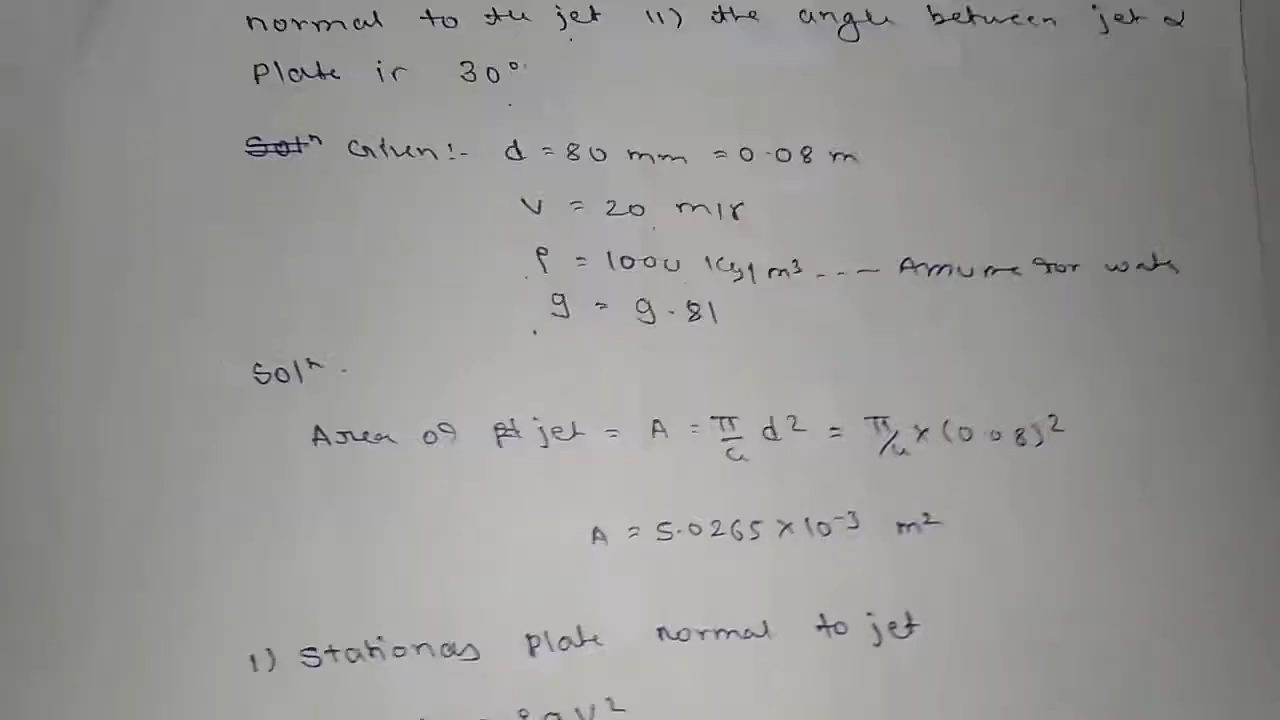 normal to the jet ii) the angle between jet &
plate is 30°
Solⁿ Given:- d = 80 mm = 0.08 m
V = 20 m/s
ρ = 1000 Kg/m³ ---- Assume for water
g = 9.81
Solⁿ.
Area of jet = A = π/4 d² = π/4 × (0.08)²
A = 5.0265 × 10⁻³ m²
1) Stationary plate normal to jet
ρ a V²